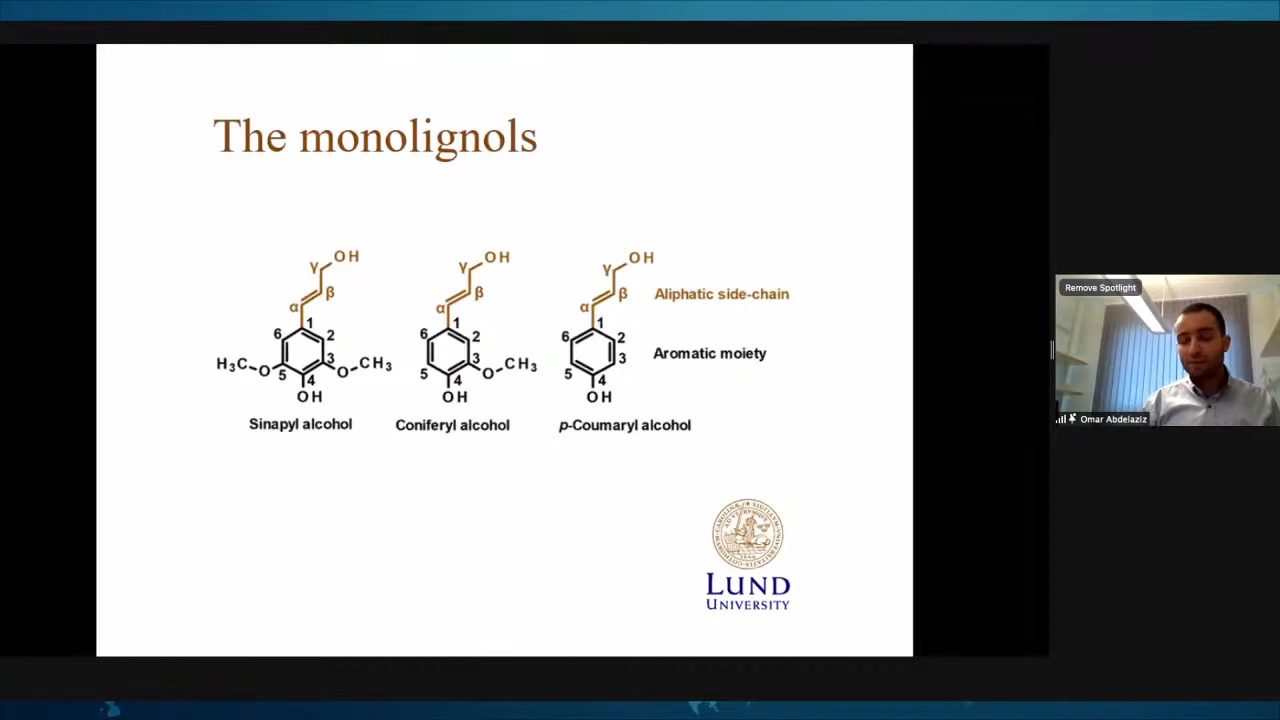 The monolignols
OH
γ
β
α
1
6
2
H₃C
O
5
3
4
O
CH₃
OH
Sinapyl alcohol
OH
γ
β
α
1
6
2
5
3
4
O
CH₃
OH
Coniferyl alcohol
OH
γ
β
α
1
6
2
5
3
4
OH
p-Coumaryl alcohol
Aliphatic side-chain
Aromatic moiety
LUND
UNIVERSITY
Remove Spotlight
Omar Abdelaziz